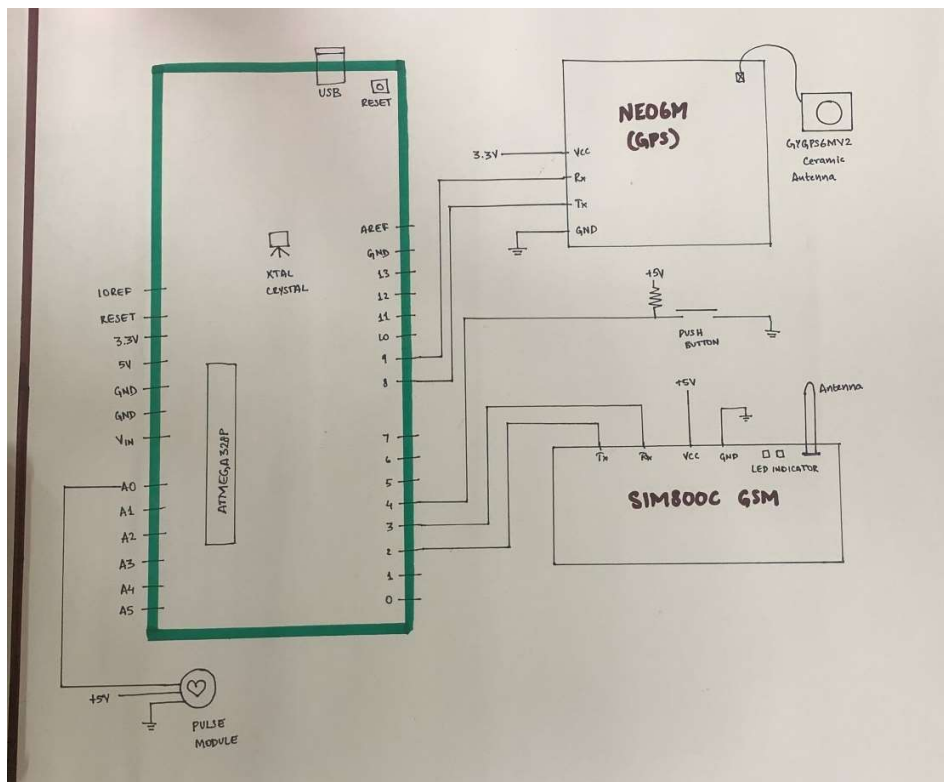 USB
RESET
XTAL
CRYSTAL
ATMEGA328P
IOREF
RESET
3.3V
5V
GND
GND
VIN
A0
A1
A2
A3
A4
A5
AREF
GND
13
12
11
10
9
8
7
6
5
4
3
2
1
0
+5V
PULSE
MODULE
NEO6M
(GPS)
3.3V
VCC
Rx
Tx
GND
GYGPS6MV2
Ceramic
Antenna
+5V
PUSH
BUTTON
+5V
Antenna
Tx
Rx
VCC
GND
LED INDICATOR
SIM800C GSM